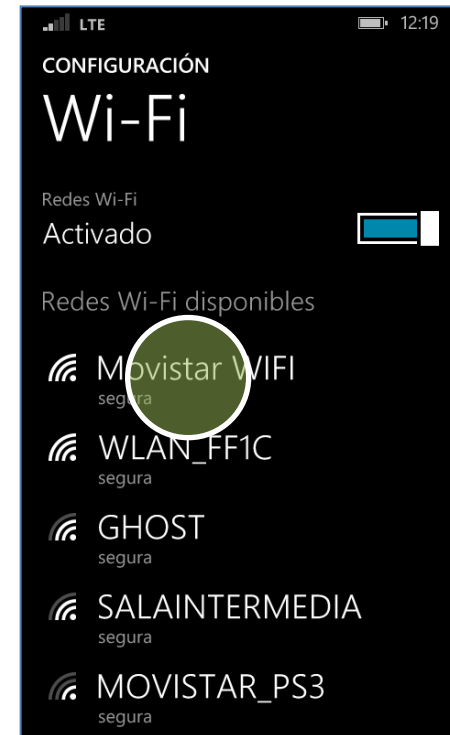 LTE 12:19
CONFIGURACIÓN
Wi-Fi
Redes Wi-Fi
Activado
Redes Wi-Fi disponibles
Movistar WIFI
segura
WLAN_FF1C
segura
GHOST
segura
SALAINTERMEDIA
segura
MOVISTAR_PS3
segura